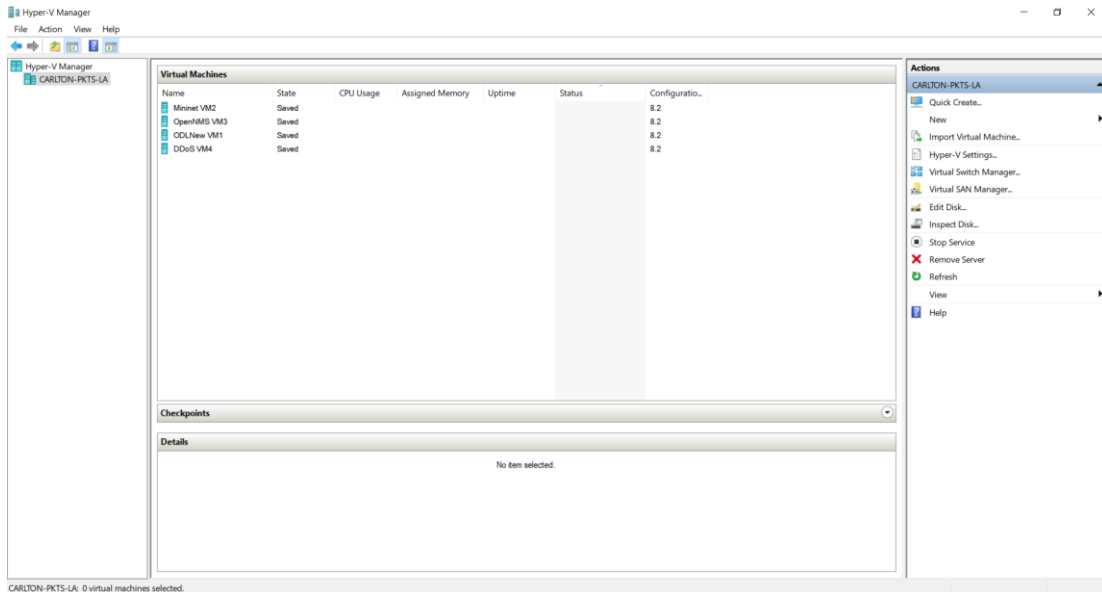 Hyper-V Manager
File Action View Help
Hyper-V Manager
CARLTON-PKTS-LA
Virtual Machines
Name State CPU Usage Assigned Memory Uptime Status Configuratio...
Mininet VM2 Saved 8.2
OpenNMS VM3 Saved 8.2
ODLNew VM1 Saved 8.2
DDoS VM4 Saved 8.2
Checkpoints
Details
No item selected.
Actions
CARLTON-PKTS-LA
Quick Create...
New
Import Virtual Machine...
Hyper-V Settings...
Virtual Switch Manager...
Virtual SAN Manager...
Edit Disk...
Inspect Disk...
Stop Service
Remove Server
Refresh
View
Help
CARLTON-PKTS-LA: 0 virtual machines selected.